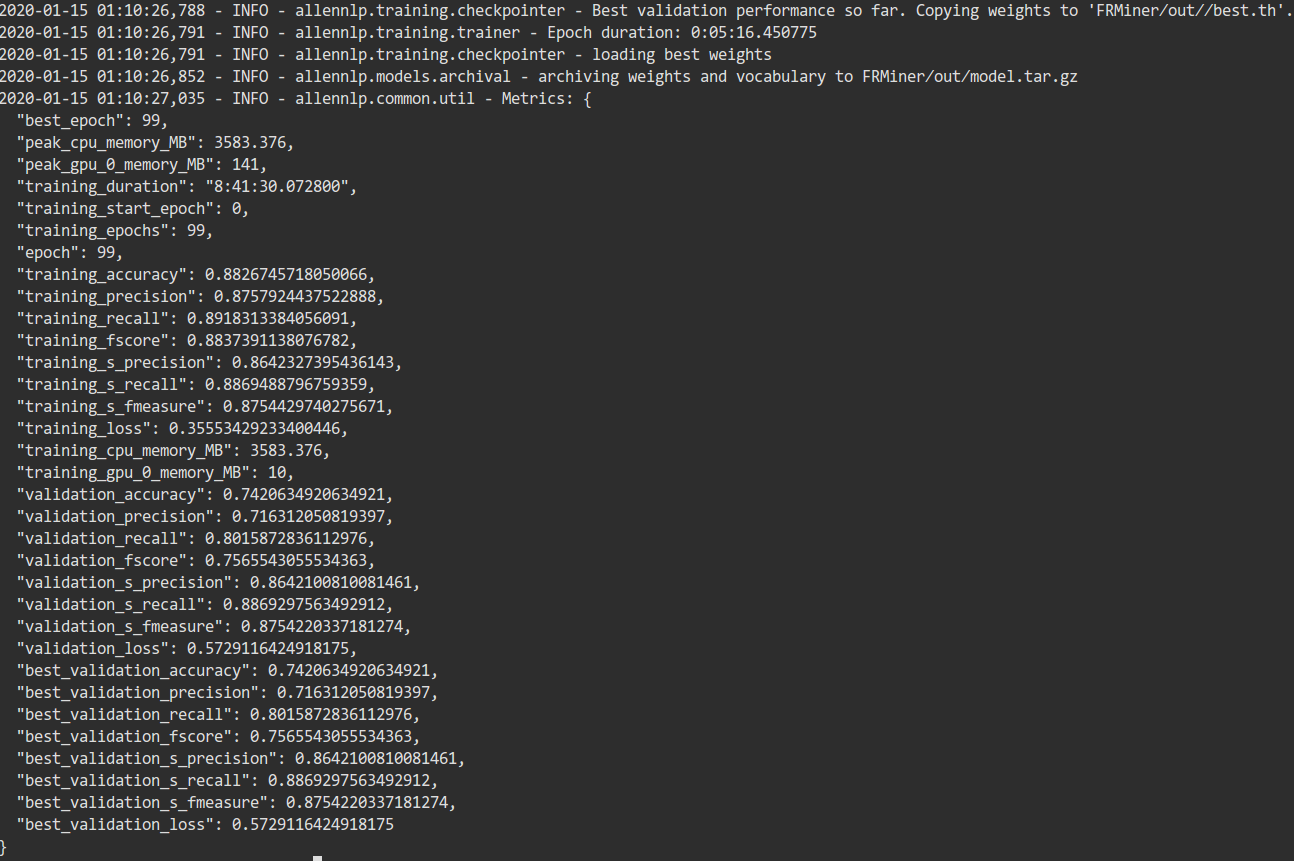 2020-01-15 01:10:26,788 - INFO - allennlp.training.checkpointer - Best validation performance so far. Copying weights to 'FRMiner/out//best.th'.
2020-01-15 01:10:26,791 - INFO - allennlp.training.trainer - Epoch duration: 0:05:16.450775
2020-01-15 01:10:26,791 - INFO - allennlp.training.checkpointer - loading best weights
2020-01-15 01:10:26,852 - INFO - allennlp.models.archival - archiving weights and vocabulary to FRMiner/out/model.tar.gz
2020-01-15 01:10:27,035 - INFO - allennlp.common.util - Metrics: {
  "best_epoch": 99,
  "peak_cpu_memory_MB": 3583.376,
  "peak_gpu_0_memory_MB": 141,
  "training_duration": "8:41:30.072800",
  "training_start_epoch": 0,
  "training_epochs": 99,
  "epoch": 99,
  "training_accuracy": 0.8826745718050066,
  "training_precision": 0.8757924437522888,
  "training_recall": 0.8918313384056091,
  "training_fscore": 0.8837391138076782,
  "training_s_precision": 0.8642327395436143,
  "training_s_recall": 0.8869488796759359,
  "training_s_fmeasure": 0.8754429740275671,
  "training_loss": 0.35553429233400446,
  "training_cpu_memory_MB": 3583.376,
  "training_gpu_0_memory_MB": 10,
  "validation_accuracy": 0.7420634920634921,
  "validation_precision": 0.716312050819397,
  "validation_recall": 0.8015872836112976,
  "validation_fscore": 0.7565543055534363,
  "validation_s_precision": 0.8642100810081461,
  "validation_s_recall": 0.8869297563492912,
  "validation_s_fmeasure": 0.8754220337181274,
  "validation_loss": 0.5729116424918175,
  "best_validation_accuracy": 0.7420634920634921,
  "best_validation_precision": 0.716312050819397,
  "best_validation_recall": 0.8015872836112976,
  "best_validation_fscore": 0.7565543055534363,
  "best_validation_s_precision": 0.8642100810081461,
  "best_validation_s_recall": 0.8869297563492912,
  "best_validation_s_fmeasure": 0.8754220337181274,
  "best_validation_loss": 0.5729116424918175
}